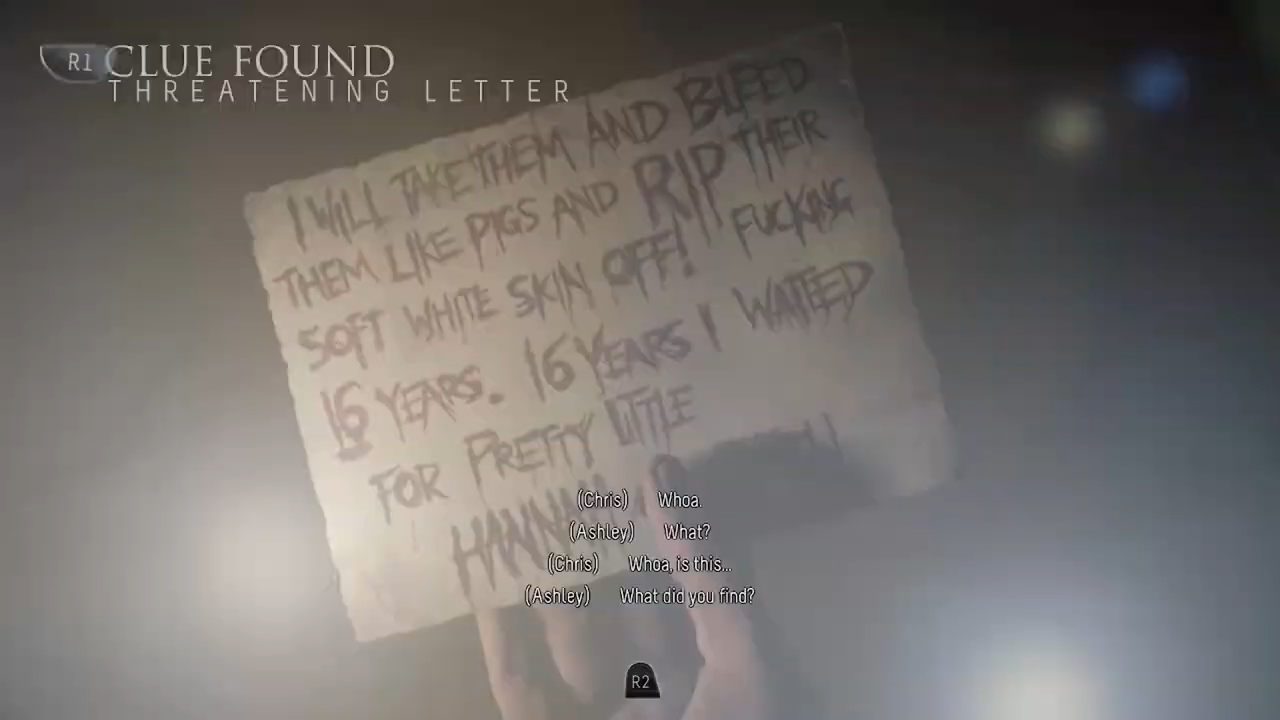 R1 CLUE FOUND
THREATENING LETTER
I WILL TAKE THEM AND BLEED
THEM LIKE PIGS AND RIP THEIR
SOFT WHITE SKIN OFF! FUCKING
16 YEARS. 16 YEARS I WAITED
FOR PRETTY LITTLE
(Chris) Whoa.
(Ashley) What?
(Chris) Whoa, is this...
(Ashley) What did you find?
R2